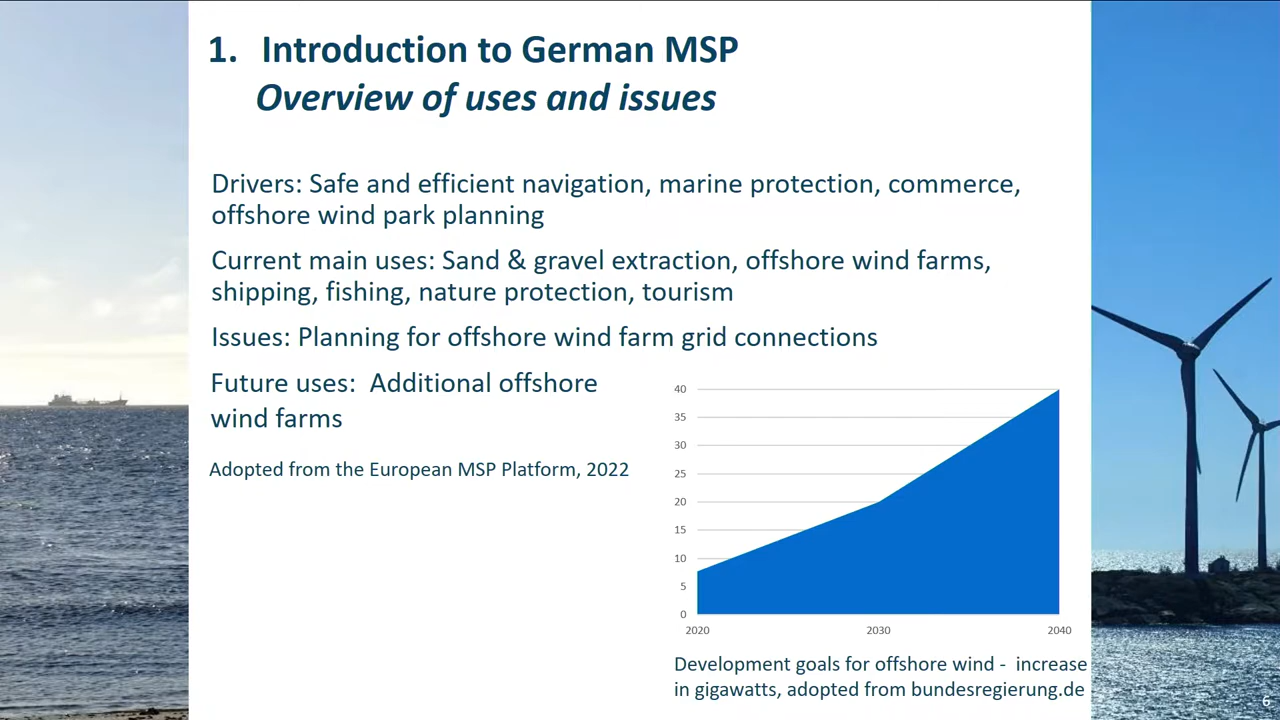 1. Introduction to German MSP
Overview of uses and issues
Drivers: Safe and efficient navigation, marine protection, commerce,
offshore wind park planning
Current main uses: Sand & gravel extraction, offshore wind farms,
shipping, fishing, nature protection, tourism
Issues: Planning for offshore wind farm grid connections
Future uses:  Additional offshore
wind farms
Adopted from the European MSP Platform, 2022
40
35
30
25
20
15
10
5
0
2020 2030 2040
Development goals for offshore wind -  increase
in gigawatts, adopted from bundesregierung.de
6